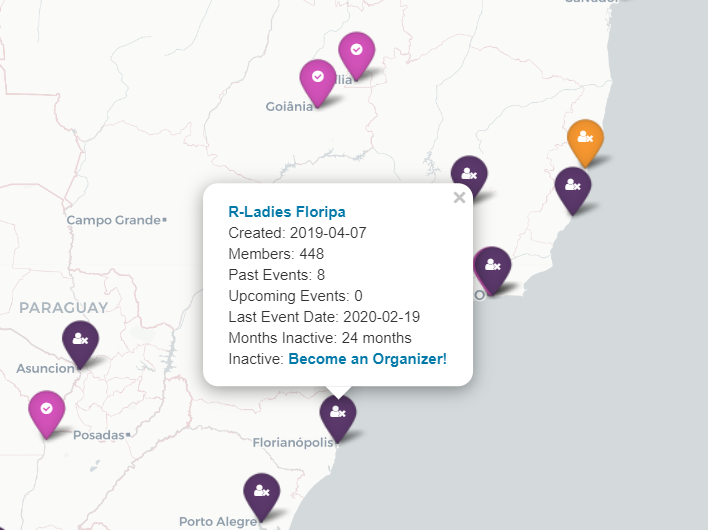 Goiânia
Campo Grande
R-Ladies Floripa
Created: 2019-04-07
Members: 448
Past Events: 8
Upcoming Events: 0
Last Event Date: 2020-02-19
Months Inactive: 24 months
Inactive: Become an Organizer!
PARAGUAY
Asuncion
Posadas
Florianópolis
Porto Alegre